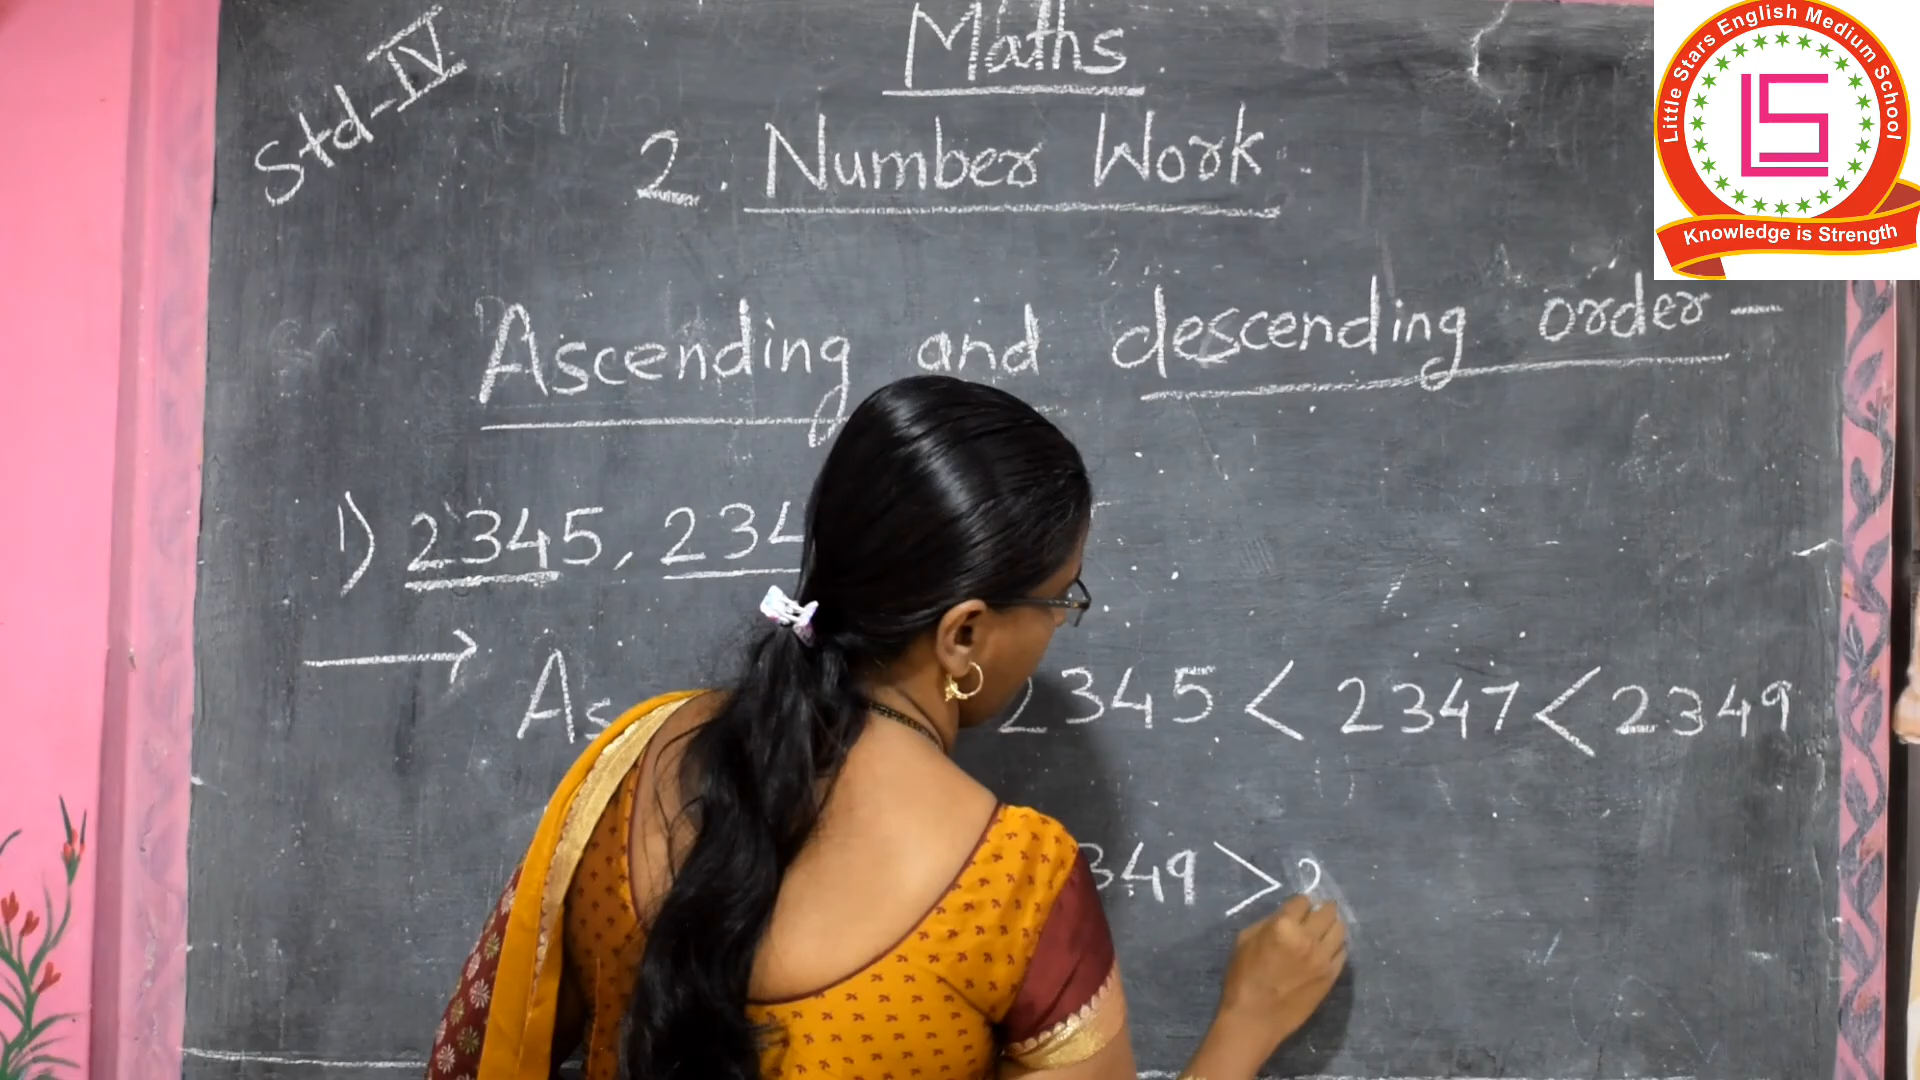 Std-IV
Maths
2. Number Work
Ascending and descending order -
1) 2345, 234
→ As 2345 < 2347 < 2349
349 >
Little Stars English Medium School
LS
Knowledge is Strength